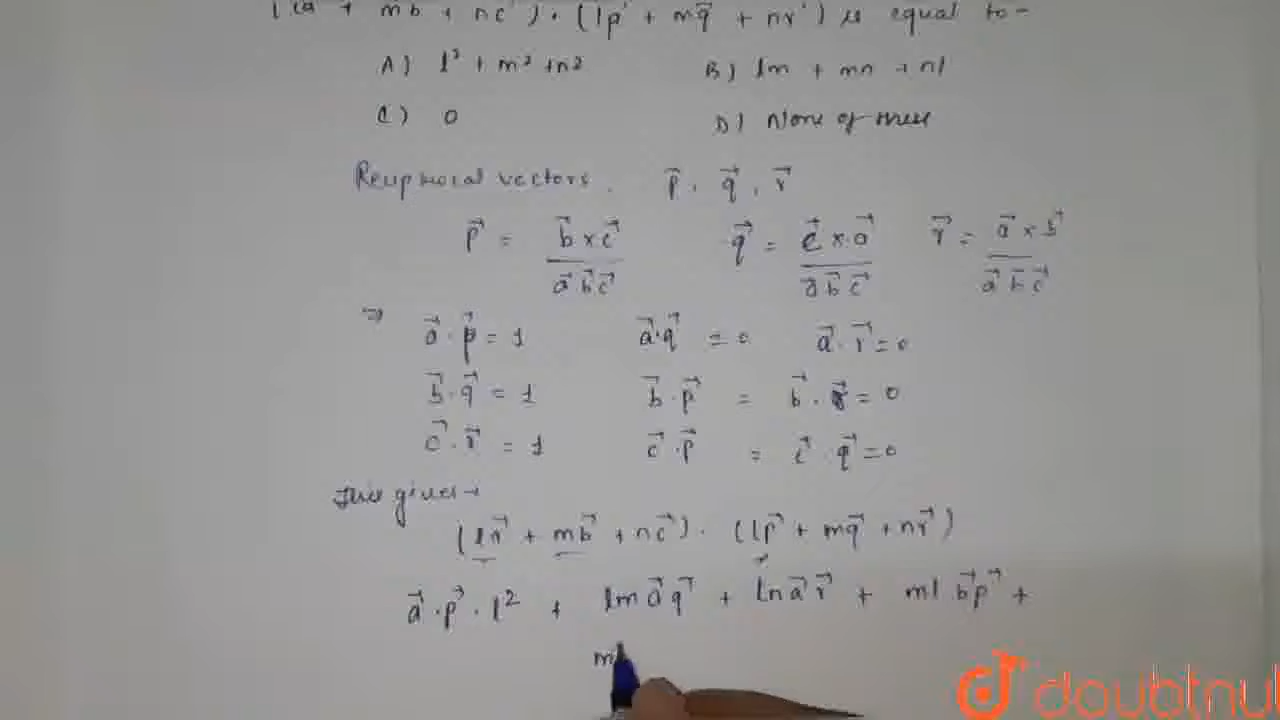 (la⃗ + mb⃗ + nc⃗) . (lp⃗ + mq⃗ + nr⃗) is equal to -
A) l² + m² + n² B) lm + mn + nl
C) 0 D) None of these
Reciprocal vectors. p⃗, q⃗, r⃗
p⃗ = b⃗ × c⃗ / a⃗ b⃗ c⃗ q⃗ = c⃗ × a⃗ / a⃗ b⃗ c⃗ r⃗ = a⃗ × b⃗ / a⃗ b⃗ c⃗
⇒ a⃗ . p⃗ = 1 a⃗ . q⃗ = 0 a⃗ . r⃗ = 0
b⃗ . q⃗ = 1 b⃗ . p⃗ = b⃗ . r⃗ = 0
c⃗ . r⃗ = 1 c⃗ . p⃗ = c⃗ . q⃗ = 0
This gives →
(la⃗ + mb⃗ + nc⃗) . (lp⃗ + mq⃗ + nr⃗)
a⃗ . p⃗ . l² + lm a⃗ q⃗ + ln a⃗ r⃗ + ml b⃗ p⃗ +
m
doubtnut